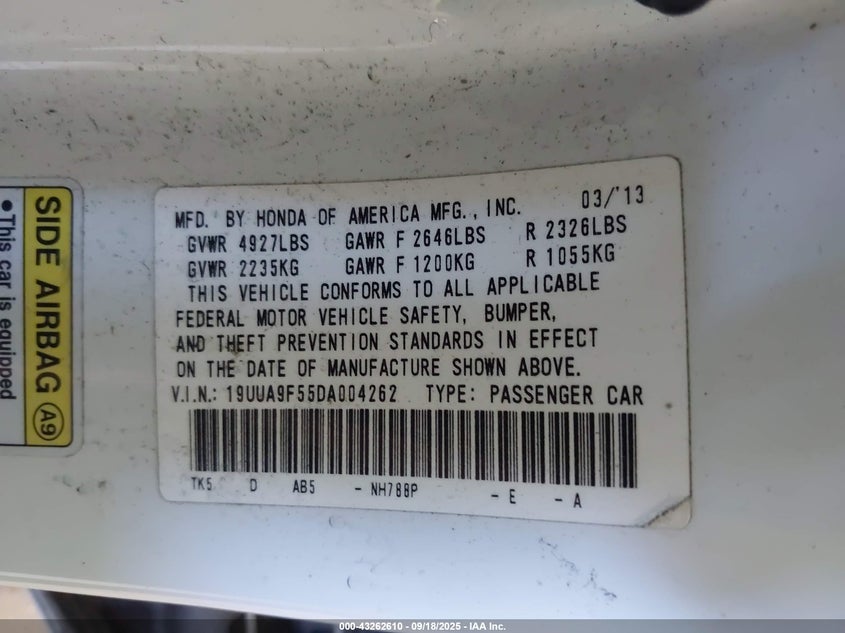 SIDE AIRBAG A9
●This car is equipped
MFD. BY HONDA OF AMERICA MFG., INC. 03/'13
GVWR 4927LBS GAWR F 2646LBS R 2326LBS
GVWR 2235KG GAWR F 1200KG R 1055KG
THIS VEHICLE CONFORMS TO ALL APPLICABLE
FEDERAL MOTOR VEHICLE SAFETY, BUMPER,
AND THEFT PREVENTION STANDARDS IN EFFECT
ON THE DATE OF MANUFACTURE SHOWN ABOVE.
V.I.N.: 19UUA9F55DA004262 TYPE: PASSENGER CAR
TK5 D AB5 - NH788P - E - A
000-43262610 - 09/18/2025 - IAA Inc.